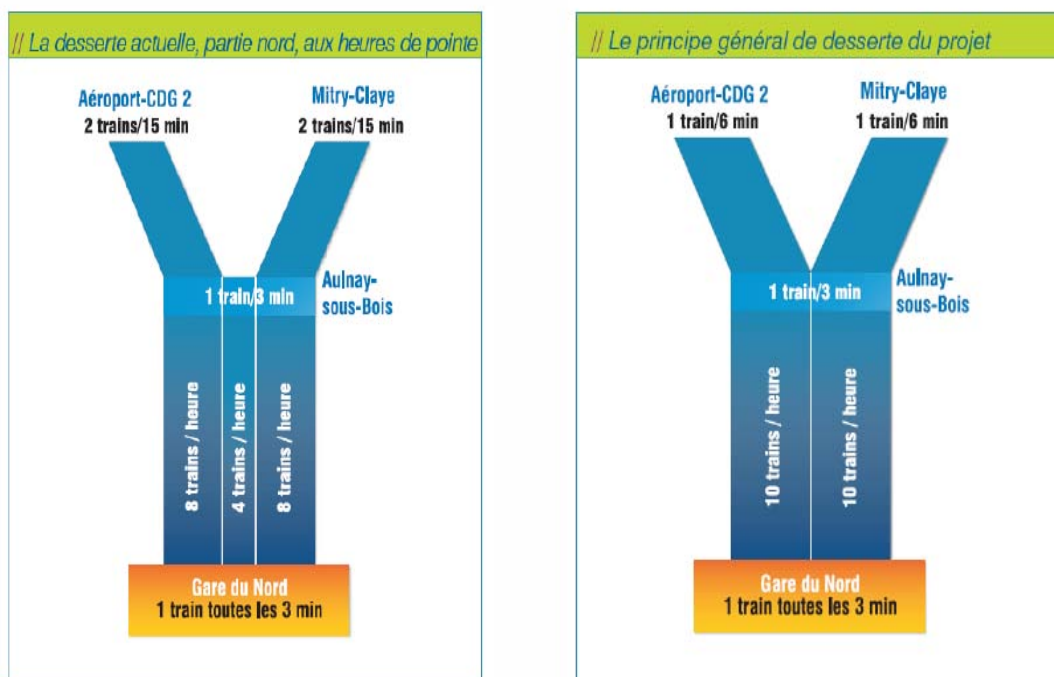 // La desserte actuelle, partie nord, aux heures de pointe
Aéroport-CDG 2
2 trains/15 min
Mitry-Claye
2 trains/15 min
1 train/3 min
Aulnay-
sous-Bois
8 trains / heure
4 trains / heure
8 trains / heure
Gare du Nord
1 train toutes les 3 min
// Le principe général de desserte du projet
Aéroport-CDG 2
1 train/6 min
Mitry-Claye
1 train/6 min
1 train/3 min
Aulnay-
sous-Bois
10 trains / heure
10 trains / heure
Gare du Nord
1 train toutes les 3 min